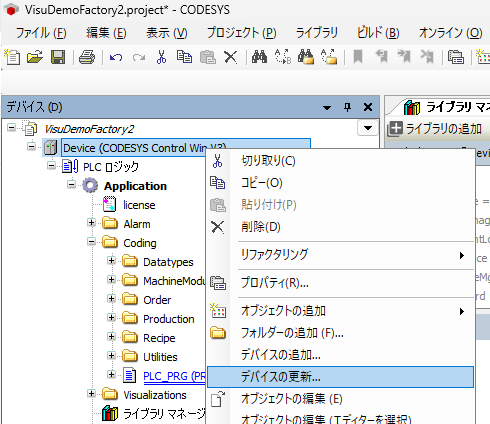 VisuDemoFactory2.project* - CODESYS
ファイル (F) 編集 (E) 表示 (V) プロジェクト (P) ライブラリ ビルド (B) オンライン (O)
デバイス (D)
VisuDemoFactory2
Device (CODESYS Control Win V3)
PLC ロジック
Application
license
Alarm
Coding
Datatypes
MachineModu
Order
Production
Recipe
Utilities
PLC_PRG (PR
Visualizations
ライブラリ マネージ
切り取り(C)
コピー(O)
貼り付け(P)
削除(D)
リファクタリング
プロパティ(R)...
オブジェクトの追加
フォルダーの追加 (F)...
デバイスの追加...
デバイスの更新...
オブジェクトの編集 (E)
オブジェクトの編集 (エディターを選択)
ライブラリ マネ
ライブラリの追加